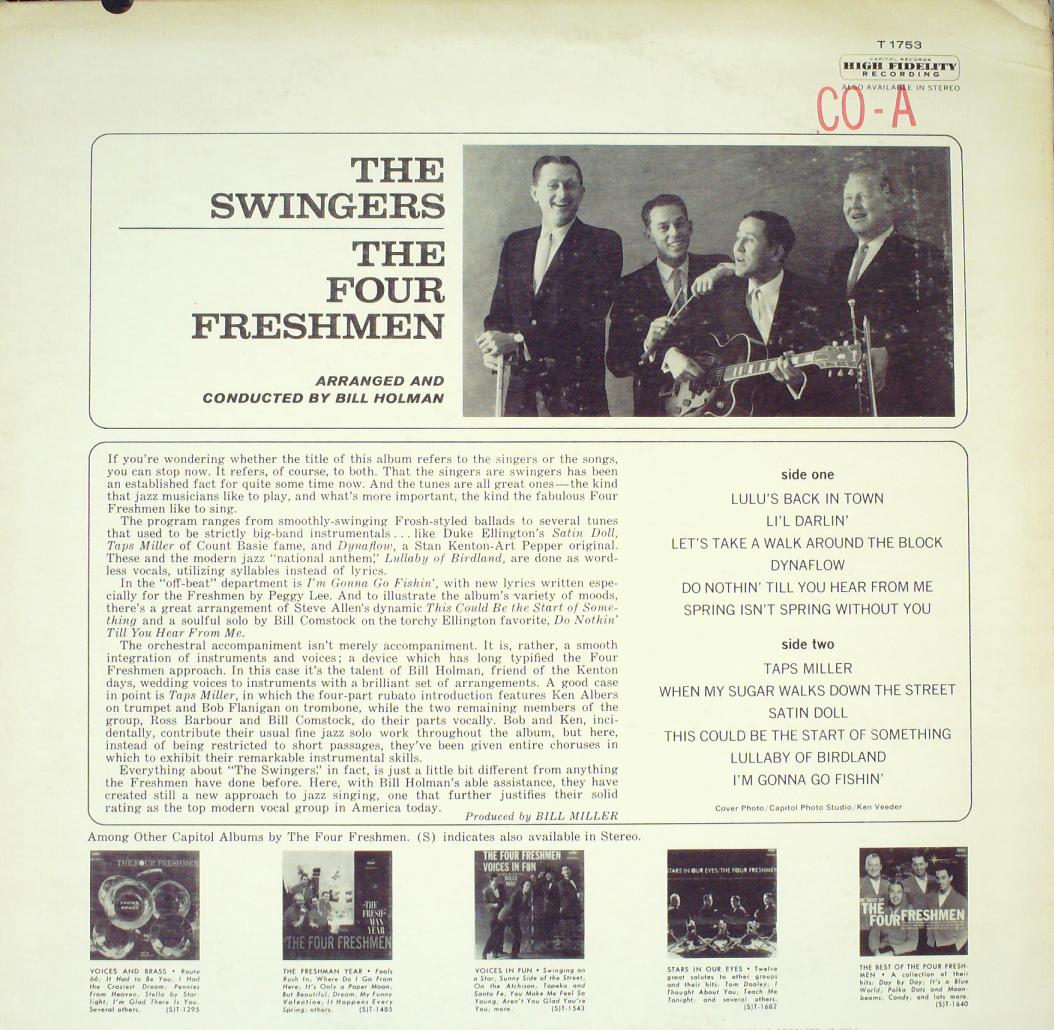 T 1753
CAPITOL RECORDS
HIGH FIDELITY
RECORDING
ALSO AVAILABLE IN STEREO
CO-A
THE
SWINGERS
THE
FOUR
FRESHMEN
ARRANGED AND
CONDUCTED BY BILL HOLMAN
If you're wondering whether the title of this album refers to the singers or the songs,
you can stop now. It refers, of course, to both. That the singers are swingers has been
an established fact for quite some time now. And the tunes are all great ones—the kind
that jazz musicians like to play, and what's more important, the kind the fabulous Four
Freshmen like to sing.
The program ranges from smoothly-swinging Frosh-styled ballads to several tunes
that used to be strictly big-band instrumentals . . . like Duke Ellington's Satin Doll,
Taps Miller of Count Basie fame, and Dynaflow, a Stan Kenton-Art Pepper original.
These and the modern jazz "national anthem," Lullaby of Birdland, are done as word-
less vocals, utilizing syllables instead of lyrics.
In the "off-beat" department is I'm Gonna Go Fishin', with new lyrics written espe-
cially for the Freshmen by Peggy Lee. And to illustrate the album's variety of moods,
there's a great arrangement of Steve Allen's dynamic This Could Be the Start of Some-
thing and a soulful solo by Bill Comstock on the torchy Ellington favorite, Do Nothin'
Till You Hear From Me.
The orchestral accompaniment isn't merely accompaniment. It is, rather, a smooth
integration of instruments and voices; a device which has long typified the Four
Freshmen approach. In this case it's the talent of Bill Holman, friend of the Kenton
days, wedding voices to instruments with a brilliant set of arrangements. A good case
in point is Taps Miller, in which the four-part rubato introduction features Ken Albers
on trumpet and Bob Flanigan on trombone, while the two remaining members of the
group, Ross Barbour and Bill Comstock, do their parts vocally. Bob and Ken, inci-
dentally, contribute their usual fine jazz solo work throughout the album, but here,
instead of being restricted to short passages, they've been given entire choruses in
which to exhibit their remarkable instrumental skills.
Everything about "The Swingers," in fact, is just a little bit different from anything
the Freshmen have done before. Here, with Bill Holman's able assistance, they have
created still a new approach to jazz singing, one that further justifies their solid
rating as the top modern vocal group in America today.
Produced by BILL MILLER
side one
LULU'S BACK IN TOWN
LI'L DARLIN'
LET'S TAKE A WALK AROUND THE BLOCK
DYNAFLOW
DO NOTHIN' TILL YOU HEAR FROM ME
SPRING ISN'T SPRING WITHOUT YOU
side two
TAPS MILLER
WHEN MY SUGAR WALKS DOWN THE STREET
SATIN DOLL
THIS COULD BE THE START OF SOMETHING
LULLABY OF BIRDLAND
I'M GONNA GO FISHIN'
Cover Photo/Capitol Photo Studio/Ken Veeder
Among Other Capitol Albums by The Four Freshmen. (S) indicates also available in Stereo.
THE FOUR FRESHMEN
VOICES AND BRASS
VOICES AND BRASS • Route
66; It Had to Be You; I Had
the Craziest Dream; Pennies
From Heaven; Stella by Star-
light; I'm Glad There Is You.
Several others. (S)T-1295
THE
FRESH-
MAN
YEAR
THE FOUR FRESHMEN
THE FRESHMAN YEAR • Fools
Rush In; Where Do I Go From
Here; It's Only a Paper Moon;
But Beautiful; Dream; My Funny
Valentine; It Happens Every
Spring; others. (S)T-1485
THE FOUR FRESHMEN
VOICES IN FUN
BILLY
MAY
VOICES IN FUN • Swinging on
a Star; Sunny Side of the Street;
On the Atchison, Topeka and
Santa Fe; You Make Me Feel So
Young; Aren't You Glad You're
You; more. (S)T-1543
STARS IN OUR EYES/THE FOUR FRESHMEN
STARS IN OUR EYES • Twelve
great salutes to other groups
and their hits: Tom Dooley; I
Thought About You; Teach Me
Tonight; and several others.
(S)T-1682
THE BEST OF
THE
FOUR FRESHMEN
THE BEST OF THE FOUR FRESH-
MEN • A collection of their
hits: Day by Day; It's a Blue
World; Polka Dots and Moon-
beams; Candy; and lots more.
(S)T-1640